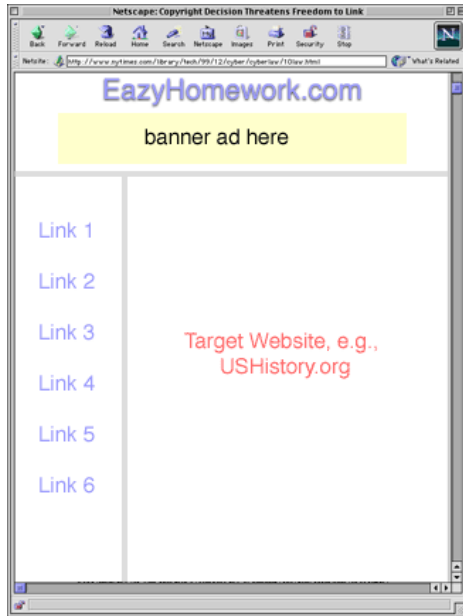 Netscape: Copyright Decision Threatens Freedom to Link
Back Forward Reload Home Search Netscape Images Print Security Stop
Netsite: http://www.nytimes.com/library/tech/99/12/cyber/cyberlaw/10law.html What's Related
EazyHomework.com
banner ad here
Link 1
Link 2
Link 3
Target Website, e.g.,
USHistory.org
Link 4
Link 5
Link 6